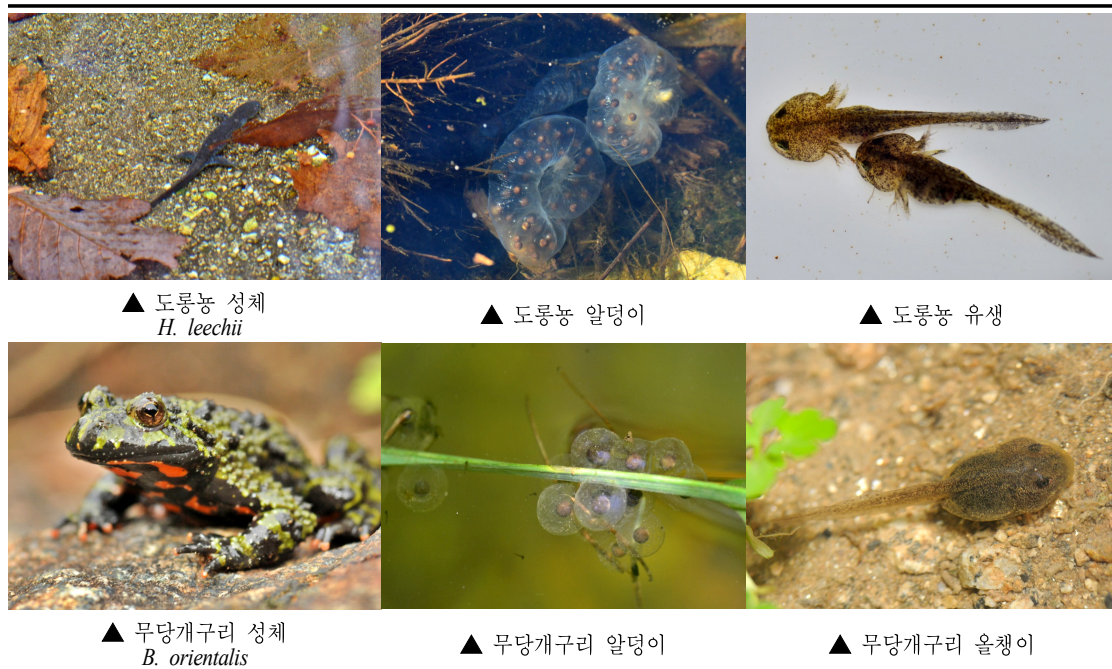 ▲ 도롱뇽 성체
H. leechii
▲ 도롱뇽 알덩이
▲ 도롱뇽 유생
▲ 무당개구리 성체
B. orientalis
▲ 무당개구리 알덩이
▲ 무당개구리 올챙이